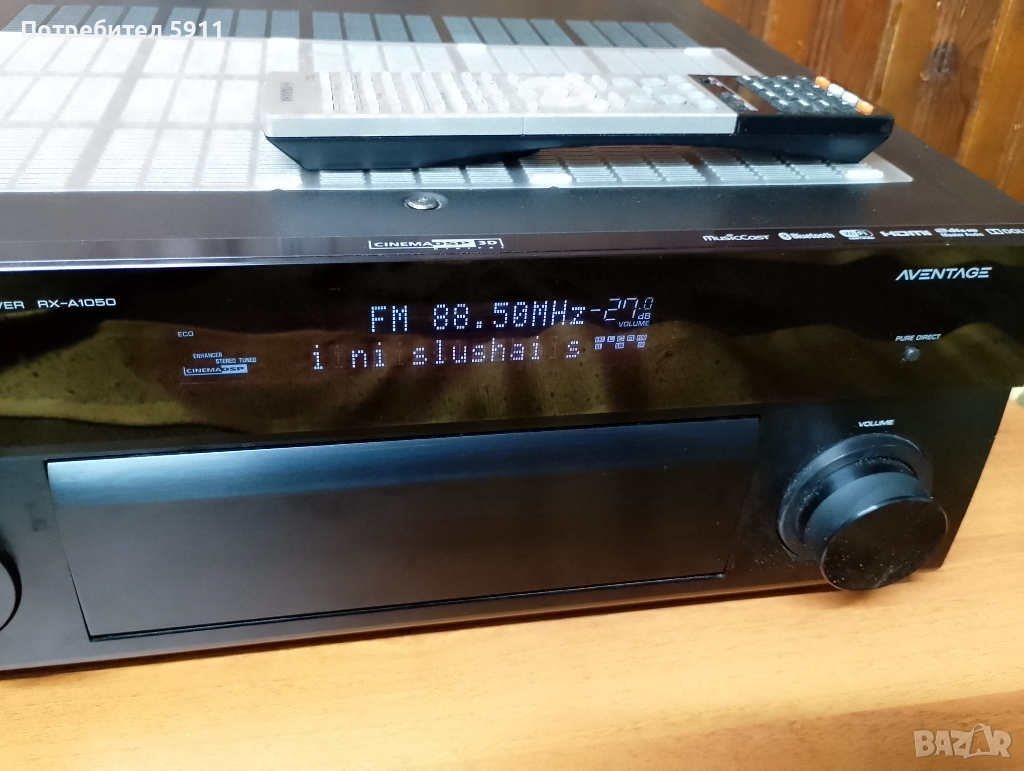 Потребител 5911
CINEMA DSP 3D
MusicCast Bluetooth HDMI
AVENTAGE
RX-A1050
FM 88.50MHz -27.0
dB
VOLUME
ECO
PURE DIRECT
ENHANCER
STEREO TUNED
i ni slushai s
CINEMA DSP
VOLUME
BAZAR